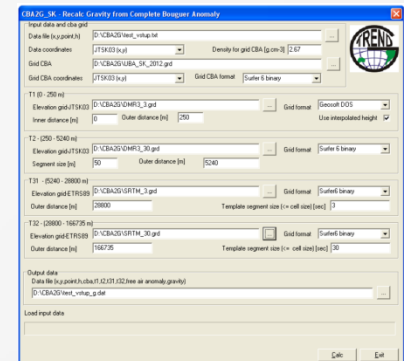 CBA2G_SK - Recalc Gravity from Complete Bouguer Anomaly
Input data and cba grid
Data file (x,y,point,h) D:\CBA2G\test_vstup.txt ...
Data coordinates JTSK03 (x,y) Density for grid CBA [g.cm-3] 2.67
Grid CBA D:\CBA2G\UBA_SK_2012.grd ...
Grid CBA coordinates JTSK03 (x,y) Grid CBA format Surfer 6 binary
TREND
T1 (0 - 250 m)
Elevation grid-JTSK03 D:\CBA2G\DMR3_3.grd ... Grid format Geosoft DOS
Inner distance [m] 0 Outer distance [m] 250 Use interpolated height
T2 - (250 - 5240 m)
Elevation grid-JTSK03 D:\CBA2G\DMR3_30.grd ... Grid format Surfer 6 binary
Segment size [m] 50 Outer distance [m] 5240
T31 - (5240 - 28800 m)
Elevation grid-ETRS89 D:\CBA2G\SRTM_3.grd ... Grid format Surfer6 binary
Outer distance [m] 28800 Template segment size (<= cell size) [sec] 3
T32 - (28800 - 166735 m)
Elevation grid-ETRS89 D:\CBA2G\SRTM_30.grd ... Grid format Surfer6 binary
Outer distance [m] 166735 Template segment size (<= cell size) [sec] 30
Output data
Data file (x,y,point,h,cba,t1,t2,t31,t32,free air anomaly,gravity)
D:\CBA2G\test_vstup_g.dat ...
Load input data
Calc Exit